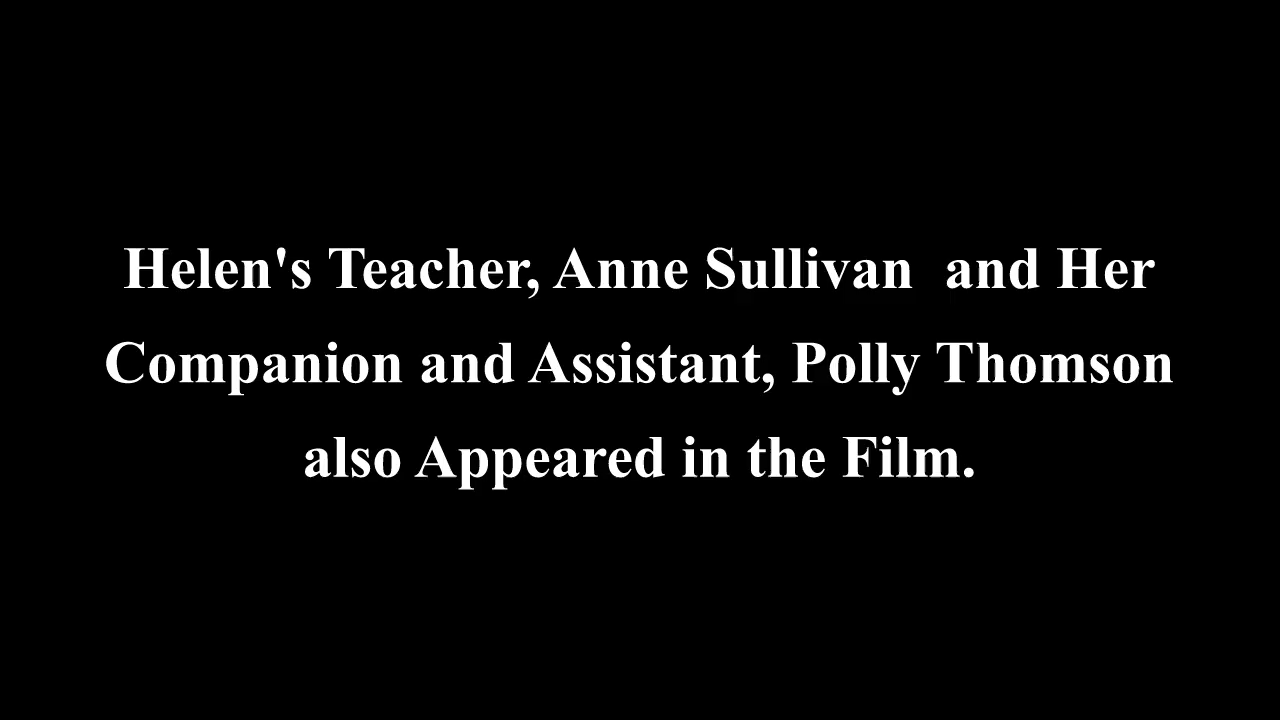 Helen's Teacher, Anne Sullivan  and Her
Companion and Assistant, Polly Thomson
also Appeared in the Film.